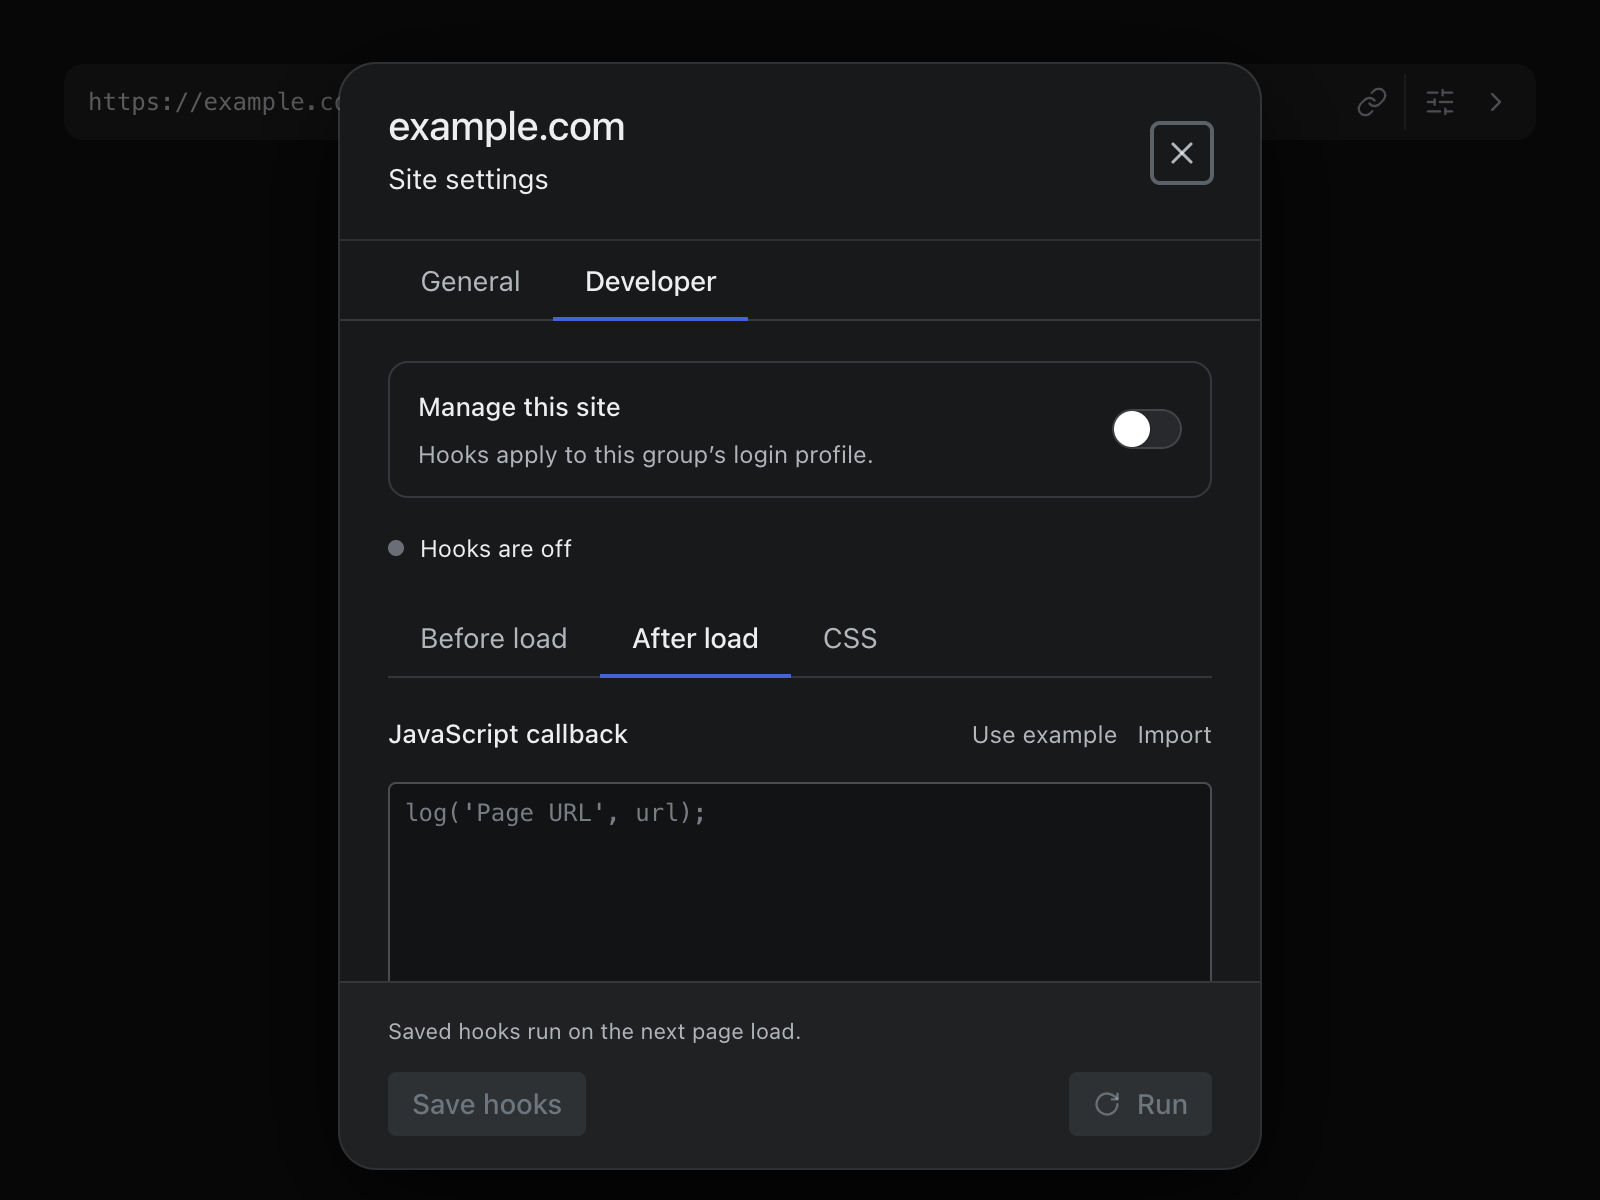 https://example.co
example.com
Site settings
General Developer
Manage this site
Hooks apply to this group’s login profile.
Hooks are off
Before load After load CSS
JavaScript callback Use example Import
log('Page URL', url);
Saved hooks run on the next page load.
Save hooks Run